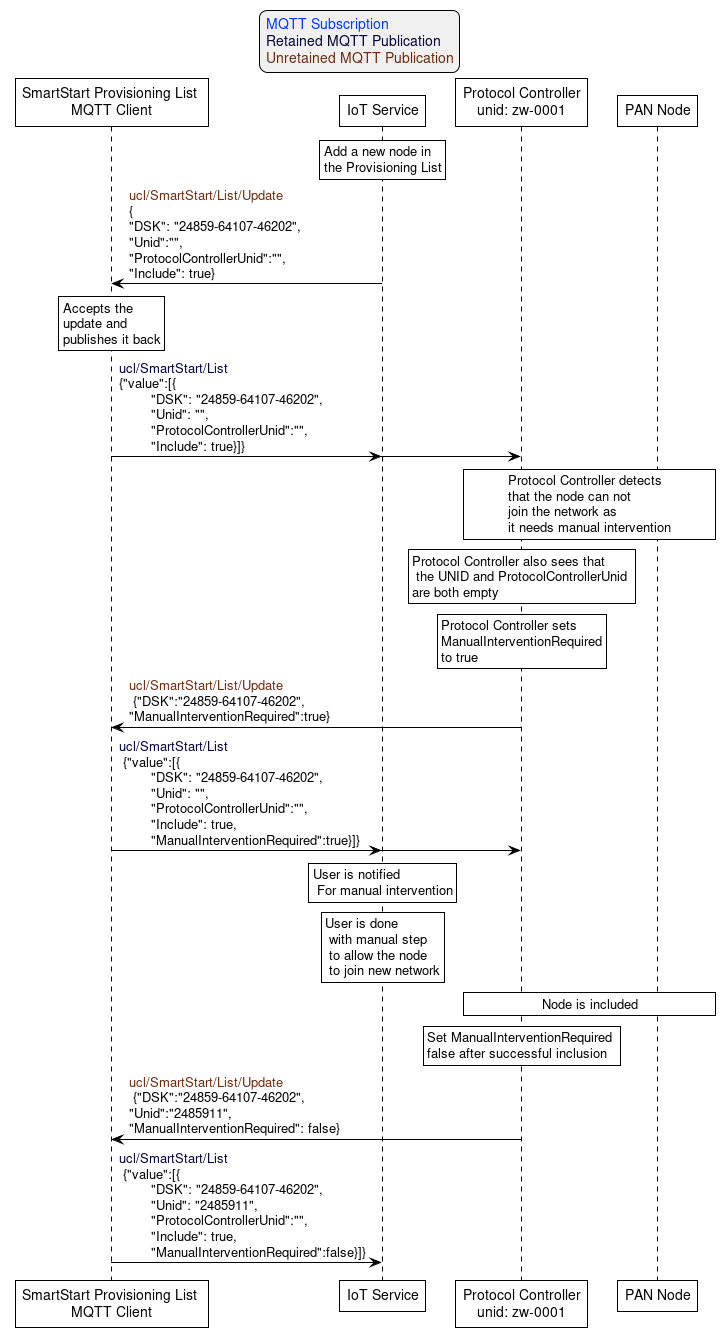 MQTT Subscription
Retained MQTT Publication
Unretained MQTT Publication
SmartStart Provisioning List
MQTT Client
IoT Service
Protocol Controller
unid: zw-0001
PAN Node
Add a new node in
the Provisioning List
ucl/SmartStart/List/Update
{
"DSK": "24859-64107-46202",
"Unid":"",
"ProtocolControllerUnid":"",
"Include": true}
Accepts the
update and
publishes it back
ucl/SmartStart/List
{"value":[{
"DSK": "24859-64107-46202",
"Unid": "",
"ProtocolControllerUnid":"",
"Include": true}]}
Protocol Controller detects
that the node can not
join the network as
it needs manual intervention
Protocol Controller also sees that
the UNID and ProtocolControllerUnid
are both empty
Protocol Controller sets
ManualInterventionRequired
to true
ucl/SmartStart/List/Update
{"DSK":"24859-64107-46202",
"ManualInterventionRequired":true}
ucl/SmartStart/List
{"value":[{
"DSK": "24859-64107-46202",
"Unid": "",
"ProtocolControllerUnid":"",
"Include": true,
"ManualInterventionRequired":true}]}
User is notified
For manual intervention
User is done
with manual step
to allow the node
to join new network
Node is included
Set ManualInterventionRequired
false after successful inclusion
ucl/SmartStart/List/Update
{"DSK":"24859-64107-46202",
"Unid":"2485911",
"ManualInterventionRequired": false}
ucl/SmartStart/List
{"value":[{
"DSK": "24859-64107-46202",
"Unid": "2485911",
"ProtocolControllerUnid":"",
"Include": true,
"ManualInterventionRequired":false}]}
SmartStart Provisioning List
MQTT Client
IoT Service
Protocol Controller
unid: zw-0001
PAN Node